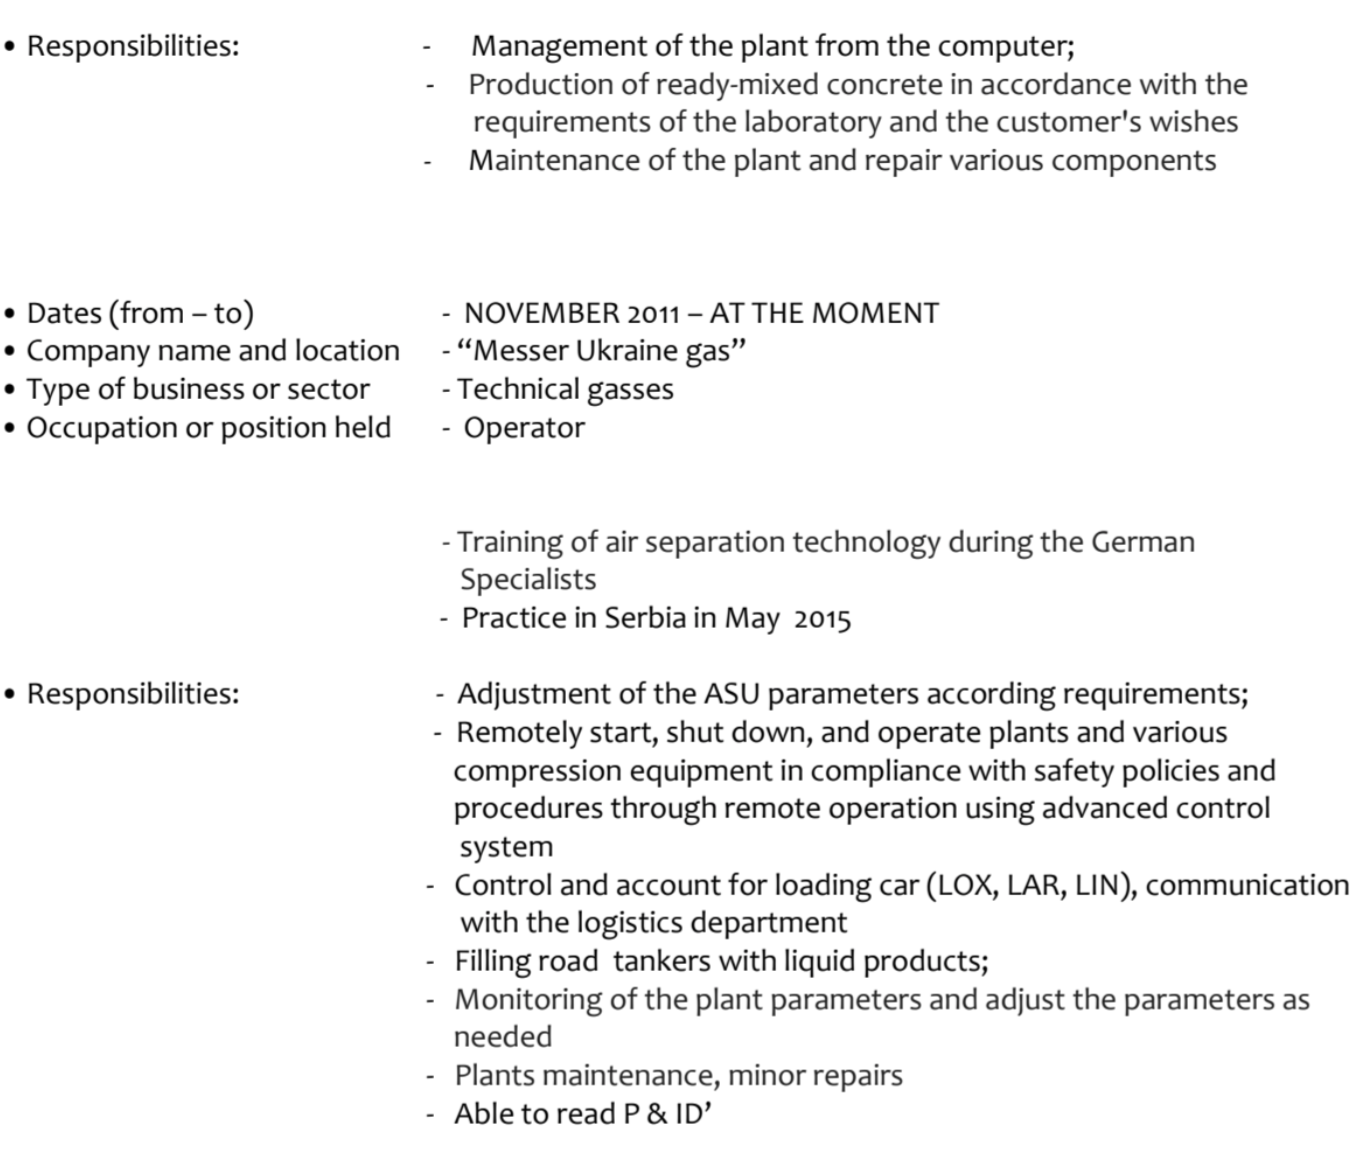 • Responsibilities: - Management of the plant from the computer;
- Production of ready-mixed concrete in accordance with the
requirements of the laboratory and the customer's wishes
- Maintenance of the plant and repair various components
• Dates (from – to) - NOVEMBER 2011 – AT THE MOMENT
• Company name and location - “Messer Ukraine gas”
• Type of business or sector - Technical gasses
• Occupation or position held - Operator
- Training of air separation technology during the German
Specialists
- Practice in Serbia in May 2015
• Responsibilities: - Adjustment of the ASU parameters according requirements;
- Remotely start, shut down, and operate plants and various
compression equipment in compliance with safety policies and
procedures through remote operation using advanced control
system
- Control and account for loading car (LOX, LAR, LIN), communication
with the logistics department
- Filling road tankers with liquid products;
- Monitoring of the plant parameters and adjust the parameters as
needed
- Plants maintenance, minor repairs
- Able to read P & ID’